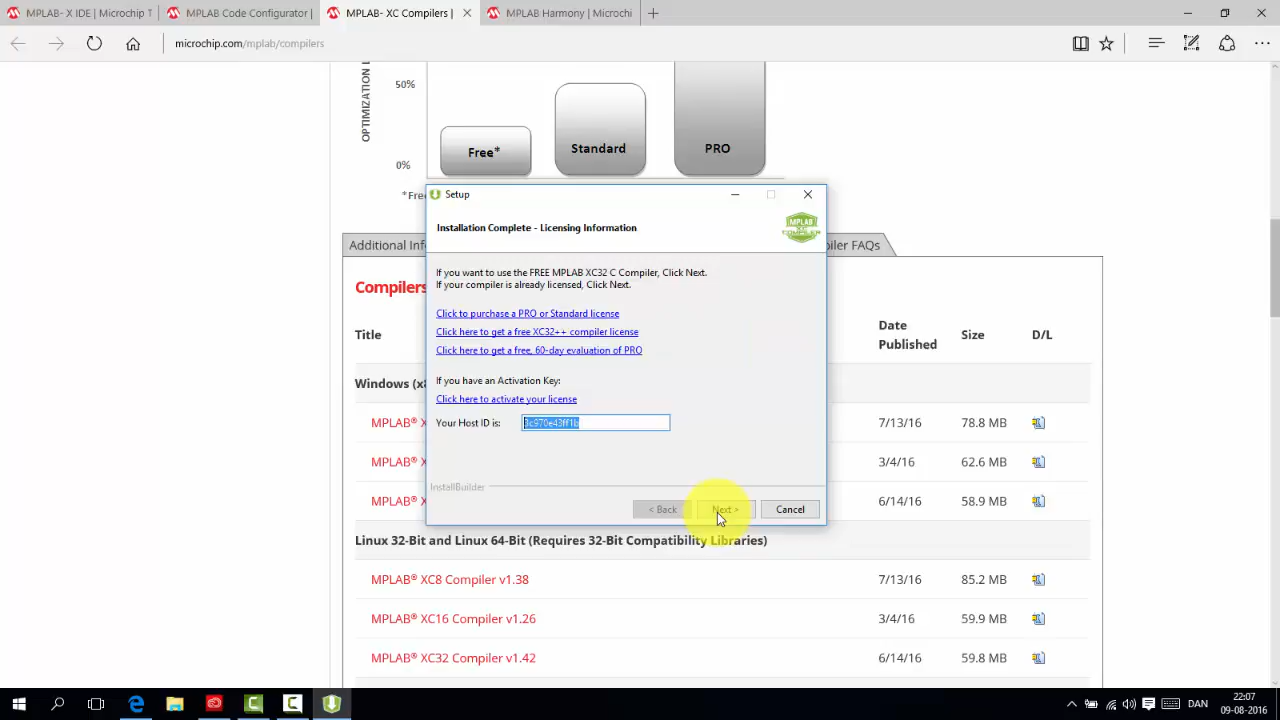 MPLAB- X IDE | Microchip T
MPLAB Code Configurator |
MPLAB- XC Compilers |
MPLAB Harmony | Microchi
microchip.com/mplab/compilers
OPTIMIZATION
50%
0%
Free*
Standard
PRO
*Fre
Setup
Installation Complete - Licensing Information
MPLAB
XC
COMPILER
If you want to use the FREE MPLAB XC32 C Compiler, Click Next.
If your compiler is already licensed, Click Next.
Click to purchase a PRO or Standard license
Click here to get a free XC32++ compiler license
Click here to get a free, 60-day evaluation of PRO
If you have an Activation Key:
Click here to activate your license
Your Host ID is:
InstallBuilder
< Back
Next >
Cancel
Additional Inf
iler FAQs
Compilers
Title
Date
Published
Size
D/L
Windows (x8
MPLAB® X
7/13/16
78.8 MB
MPLAB® X
3/4/16
62.6 MB
MPLAB® X
6/14/16
58.9 MB
Linux 32-Bit and Linux 64-Bit (Requires 32-Bit Compatibility Libraries)
MPLAB® XC8 Compiler v1.38
7/13/16
85.2 MB
MPLAB® XC16 Compiler v1.26
3/4/16
59.9 MB
MPLAB® XC32 Compiler v1.42
6/14/16
59.8 MB
DAN
22:07
09-08-2016